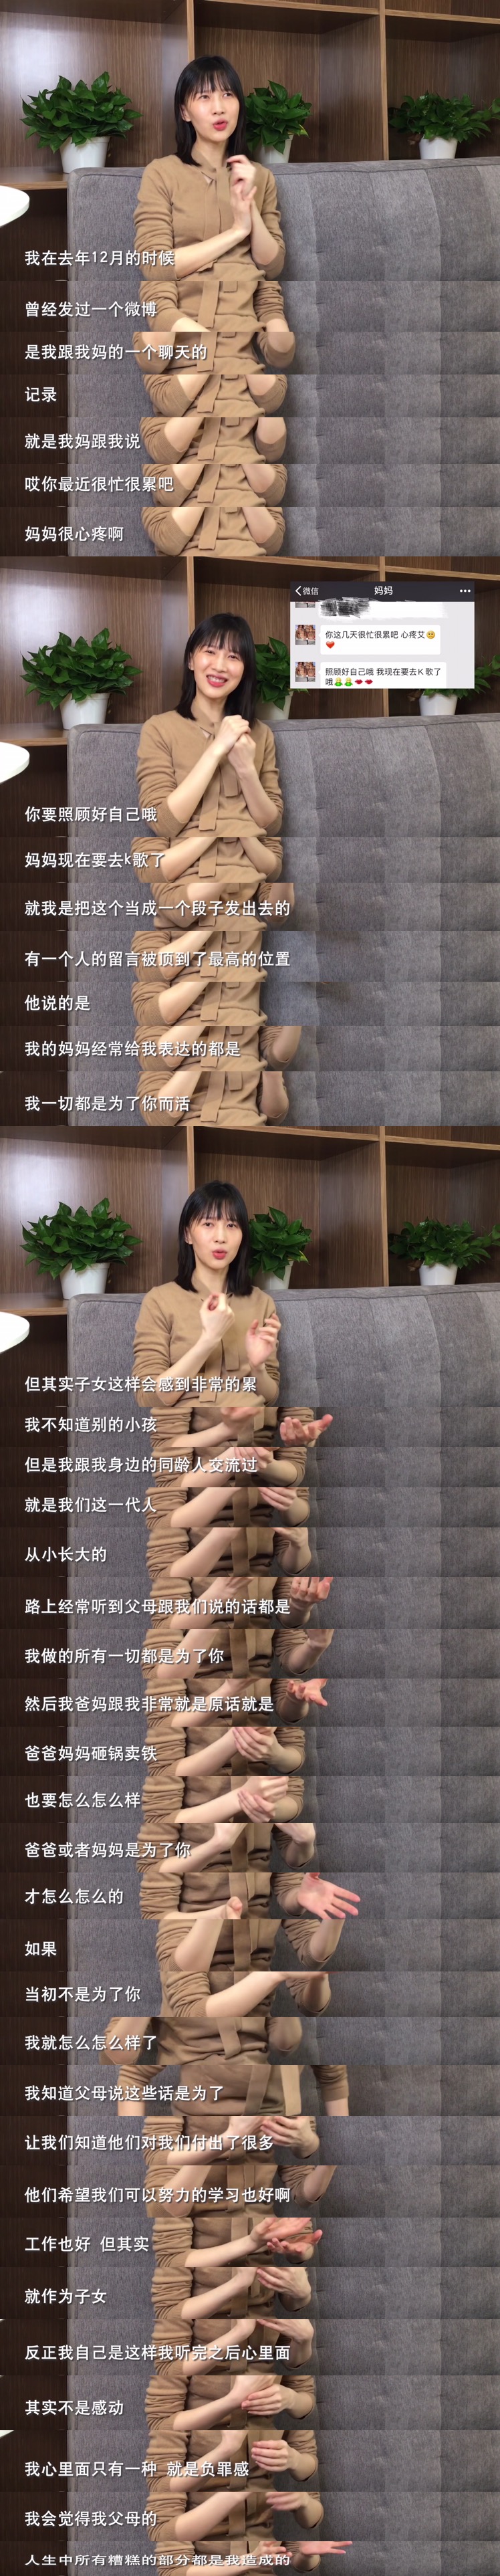 我在去年12月的时候
曾经发过一个微博
是我跟我妈的一个聊天的
记录
就是我妈跟我说
哎你最近很忙很累吧
妈妈很心疼啊
微信
妈妈
你这几天很忙很累吧 心疼艾
照顾好自己哦 我现在要去K歌了
哦
你要照顾好自己哦
妈妈现在要去k歌了
就我是把这个当成一个段子发出去的
有一个人的留言被顶到了最高的位置
他说的是
我的妈妈经常给我表达的都是
我一切都是为了你而活
但其实子女这样会感到非常的累
我不知道别的小孩
但是我跟我身边的同龄人交流过
就是我们这一代人
从小长大的
路上经常听到父母跟我们说的话都是
我做的所有一切都是为了你
然后我爸妈跟我非常就是原话就是
爸爸妈妈砸锅卖铁
也要怎么怎么样
爸爸或者妈妈是为了你
才怎么怎么的
如果
当初不是为了你
我就怎么怎么样了
我知道父母说这些话是为了
让我们知道他们对我们付出了很多
他们希望我们可以努力的学习也好啊
工作也好 但其实
就作为子女
反正我自己是这样我听完之后心里面
其实不是感动
我心里面只有一种 就是负罪感
我会觉得我父母的
人生中所有糟糕的部分都是我造成的